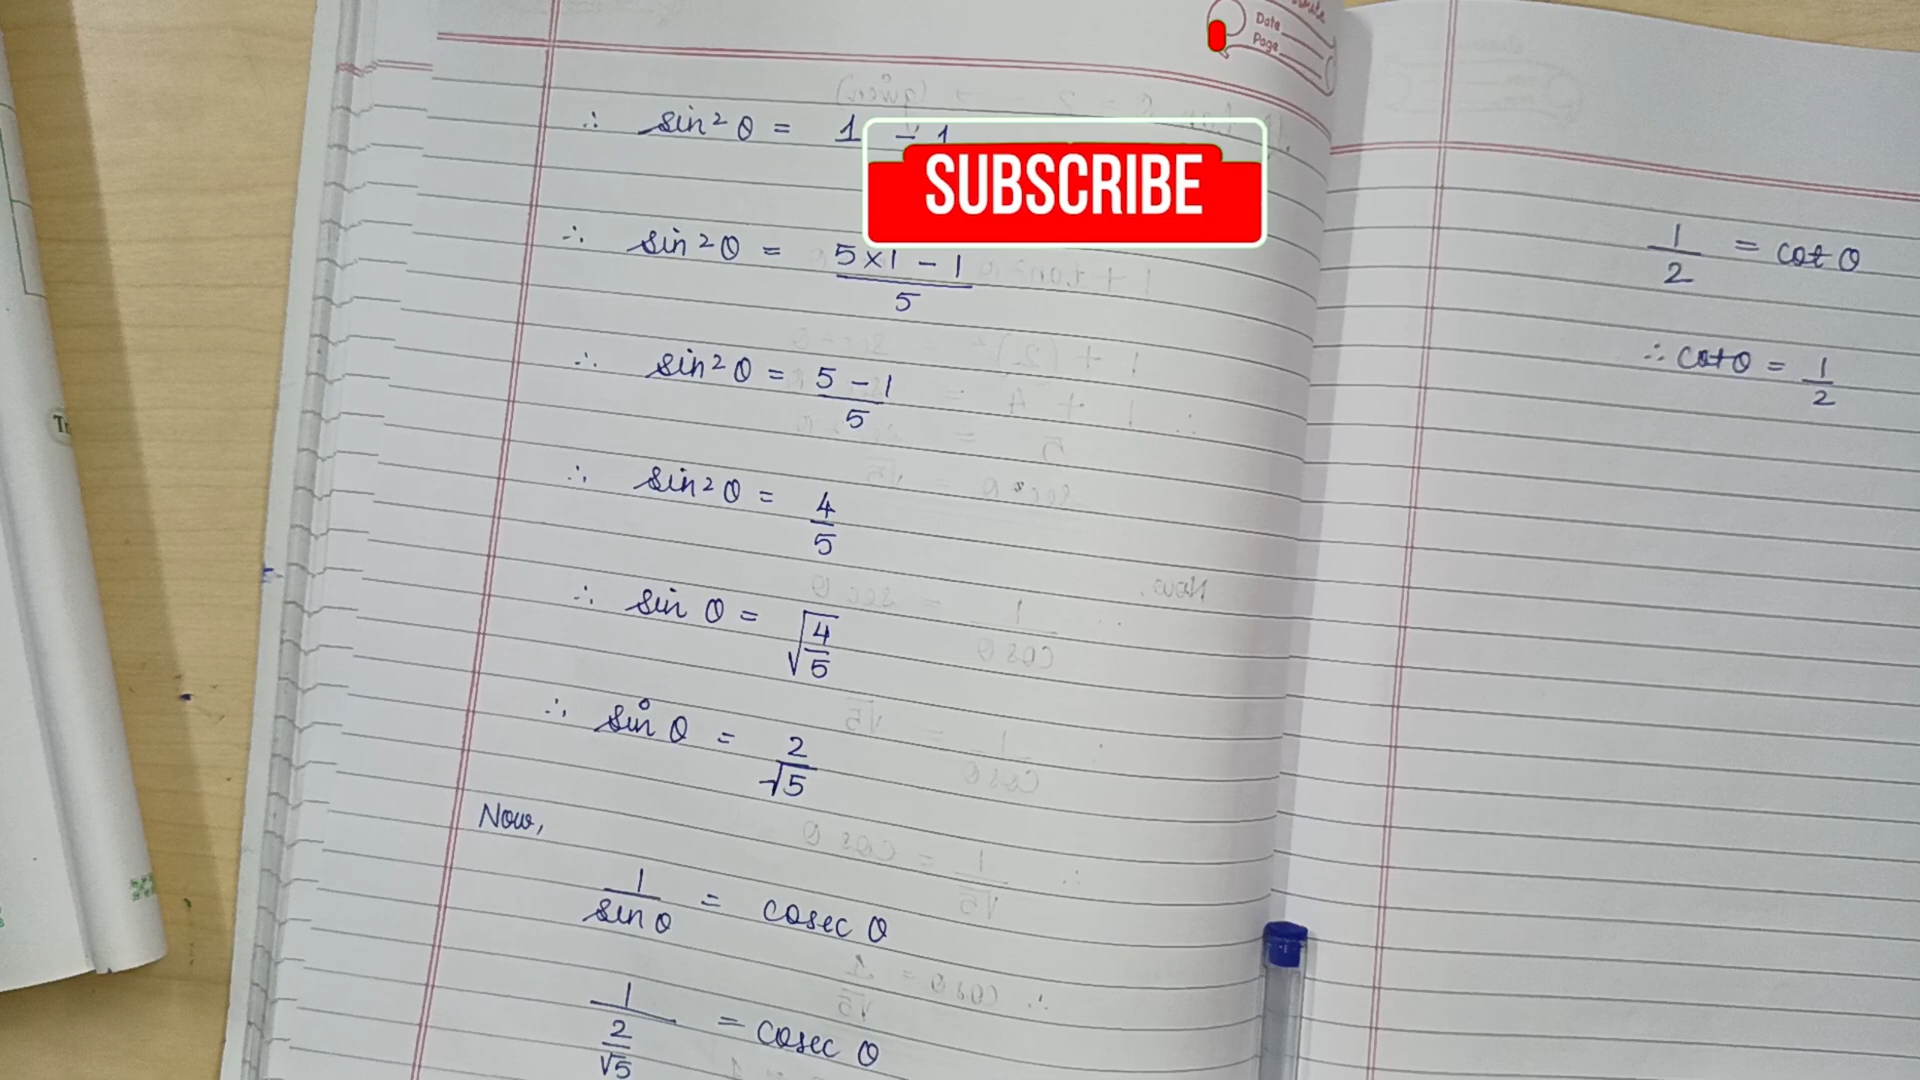 Date
Page
∴ sin²θ = 1 - 1
SUBSCRIBE
∴ sin²θ = 5×1 - 1 / 5
∴ sin²θ = 5 - 1 / 5
∴ sin²θ = 4 / 5
∴ sin θ = √(4/5)
∴ sin θ = 2 / √5
Now,
1 / sin θ = cosec θ
1 / (2 / √5) = cosec θ
1 / 2 = cot θ
∴ cot θ = 1 / 2